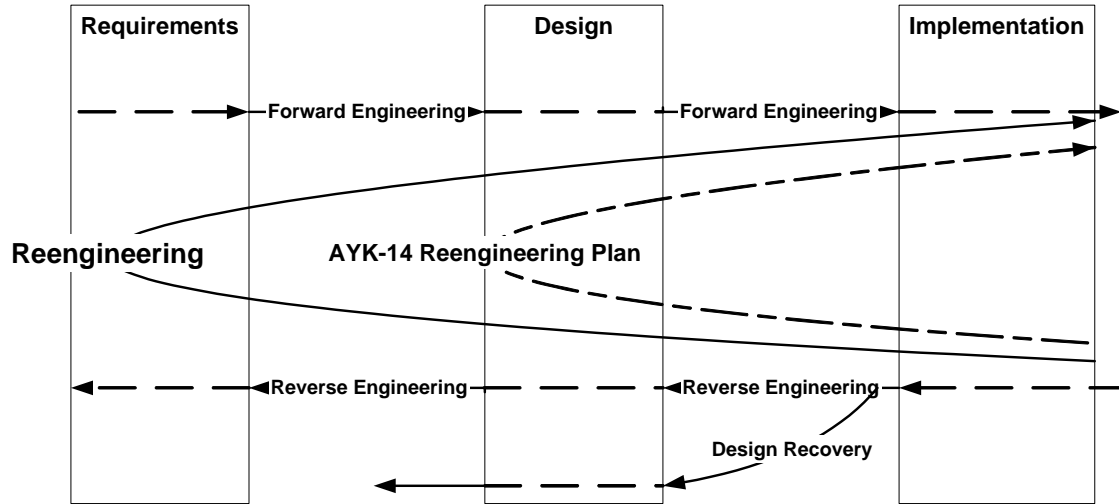 Requirements
Design
Implementation
Forward Engineering
Forward Engineering
Reengineering
AYK-14 Reengineering Plan
Reverse Engineering
Reverse Engineering
Design Recovery